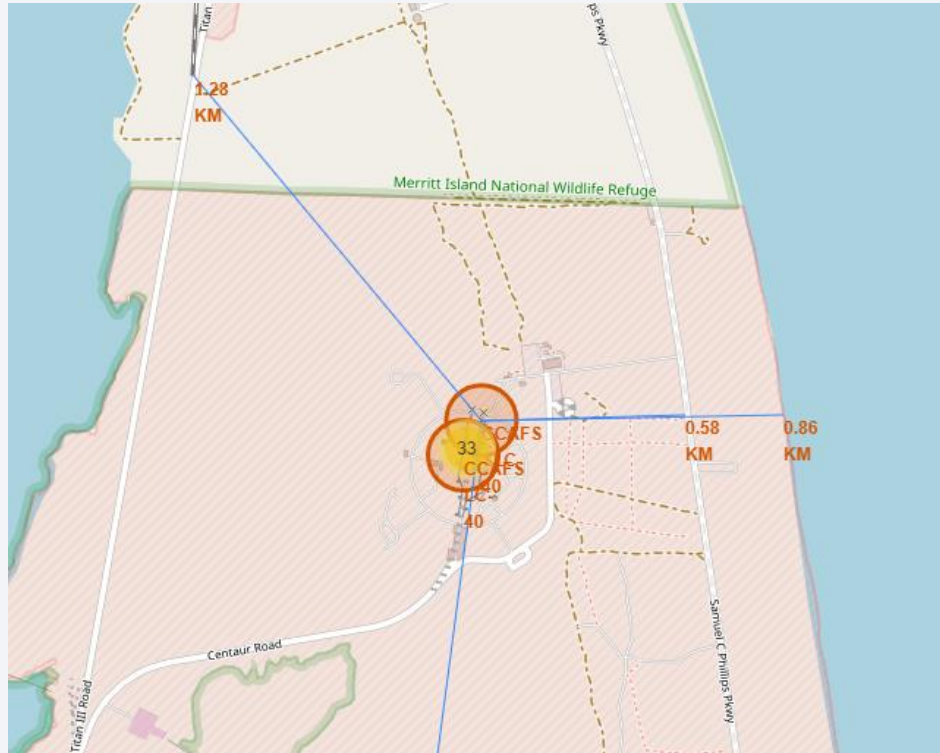 Titan
ps Pkwy
1.28
KM
Merritt Island National Wildlife Refuge
0.58
KM
0.86
KM
33
CCAFS
CCAFS
40
40
Centaur Road
Samuel C Phillips Pkwy
Titan III Road